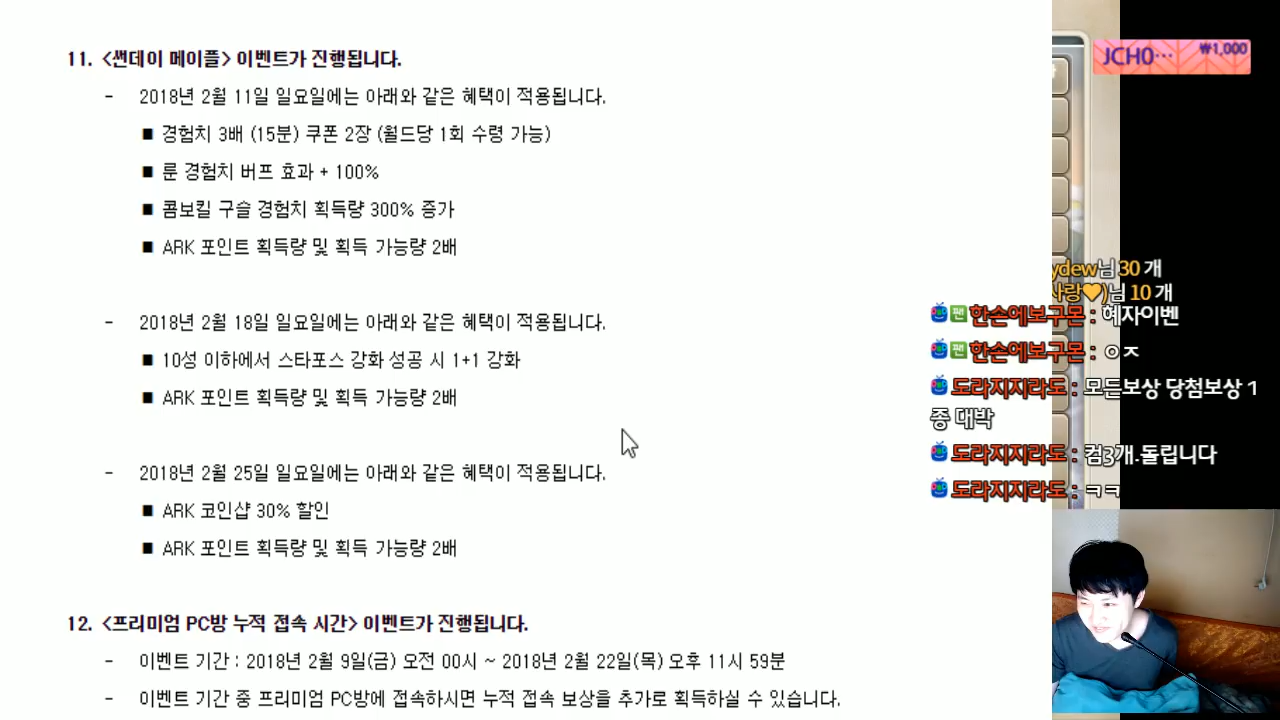 11. <썬데이 메이플> 이벤트가 진행됩니다.
- 2018년 2월 11일 일요일에는 아래와 같은 혜택이 적용됩니다.
■ 경험치 3배 (15분) 쿠폰 2장 (월드당 1회 수령 가능)
■ 룬 경험치 버프 효과 + 100%
■ 콤보킬 구슬 경험치 획득량 300% 증가
■ ARK 포인트 획득량 및 획득 가능량 2배
- 2018년 2월 18일 일요일에는 아래와 같은 혜택이 적용됩니다.
■ 10성 이하에서 스타포스 강화 성공 시 1+1 강화
■ ARK 포인트 획득량 및 획득 가능량 2배
- 2018년 2월 25일 일요일에는 아래와 같은 혜택이 적용됩니다.
■ ARK 코인샵 30% 할인
■ ARK 포인트 획득량 및 획득 가능량 2배
12. <프리미엄 PC방 누적 접속 시간> 이벤트가 진행됩니다.
- 이벤트 기간 : 2018년 2월 9일(금) 오전 00시 ~ 2018년 2월 22일(목) 오후 11시 59분
- 이벤트 기간 중 프리미엄 PC방에 접속하시면 누적 접속 보상을 추가로 획득하실 수 있습니다.
JCH0… ₩1,000
ydew님 30 개
사랑♥)님 10 개
팬 한손에보구몬 : 혜자이벤
팬 한손에보구몬 : ㅇㅈ
도라지지라도 : 모든보상 당첨보상 1
종 대박
도라지지라도 : 컴3개.돌립니다
도라지지라도 : ㅋㅋ